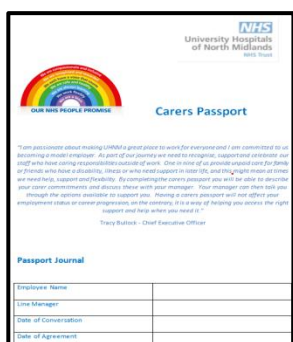 NHS
University Hospitals
of North Midlands
NHS Trust
OUR NHS PEOPLE PROMISE
Carers Passport
"I am passionate about making UHNM a great place to work for everyone and I am committed to us
becoming a model employer. As part of our journey we need to recognise, support and celebrate our
staff who have caring responsibilities outside of work. One in nine of us provide unpaid care for family
or friends who have a disability, illness or who need support in later life, and this might mean at times
we need help, support and flexibility. By completing the carers passport you will be able to describe
your carer commitments and discuss these with your manager. Your manager can then talk you
through the options available to support you. Having a carers passport will not affect your
employment status or career progression, on the contrary, it is a way of helping you access the right
support and help when you need it."
Tracy Bullock - Chief Executive Officer
Passport Journal
Employee Name
Line Manager
Date of Conversation
Date of Agreement